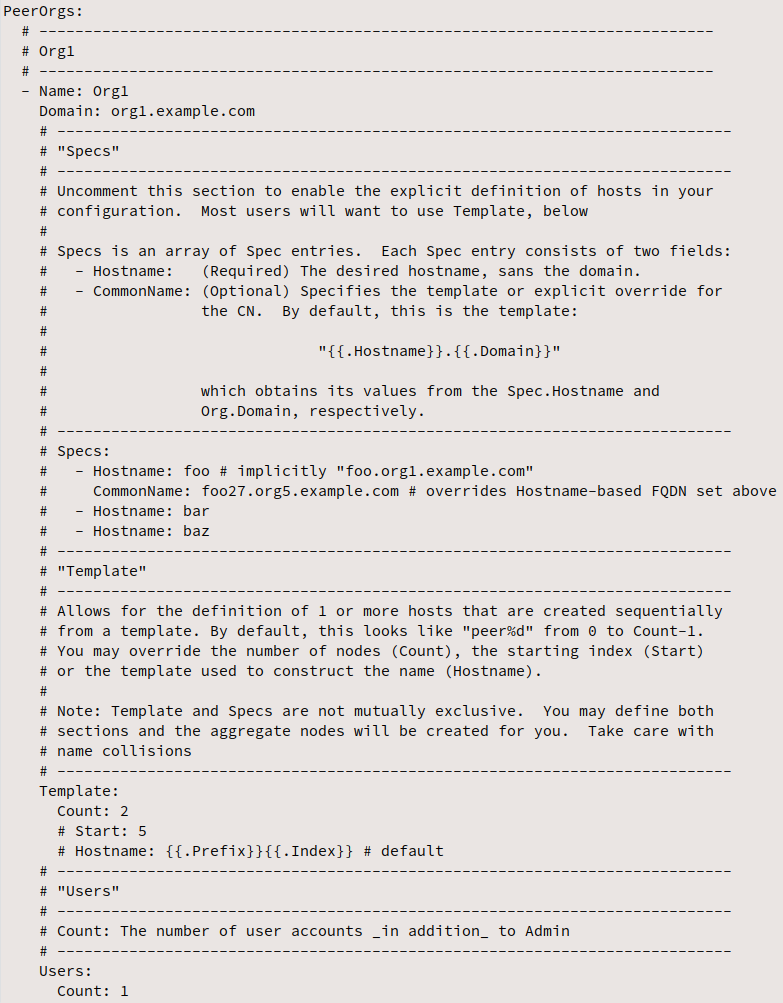 PeerOrgs:
  # ---------------------------------------------------------------------------
  # Org1
  # ---------------------------------------------------------------------------
  - Name: Org1
    Domain: org1.example.com
    # ---------------------------------------------------------------------------
    # "Specs"
    # ---------------------------------------------------------------------------
    # Uncomment this section to enable the explicit definition of hosts in your
    # configuration.  Most users will want to use Template, below
    #
    # Specs is an array of Spec entries.  Each Spec entry consists of two fields:
    #   - Hostname:   (Required) The desired hostname, sans the domain.
    #   - CommonName: (Optional) Specifies the template or explicit override for
    #                 the CN.  By default, this is the template:
    #
    #                              "{{.Hostname}}.{{.Domain}}"
    #
    #                 which obtains its values from the Spec.Hostname and
    #                 Org.Domain, respectively.
    # ---------------------------------------------------------------------------
    # Specs:
    #   - Hostname: foo # implicitly "foo.org1.example.com"
    #     CommonName: foo27.org5.example.com # overrides Hostname-based FQDN set above
    #   - Hostname: bar
    #   - Hostname: baz
    # ---------------------------------------------------------------------------
    # "Template"
    # ---------------------------------------------------------------------------
    # Allows for the definition of 1 or more hosts that are created sequentially
    # from a template. By default, this looks like "peer%d" from 0 to Count-1.
    # You may override the number of nodes (Count), the starting index (Start)
    # or the template used to construct the name (Hostname).
    #
    # Note: Template and Specs are not mutually exclusive.  You may define both
    # sections and the aggregate nodes will be created for you.  Take care with
    # name collisions
    # ---------------------------------------------------------------------------
    Template:
      Count: 2
      # Start: 5
      # Hostname: {{.Prefix}}{{.Index}} # default
    # ---------------------------------------------------------------------------
    # "Users"
    # ---------------------------------------------------------------------------
    # Count: The number of user accounts _in addition_ to Admin
    # ---------------------------------------------------------------------------
    Users:
      Count: 1